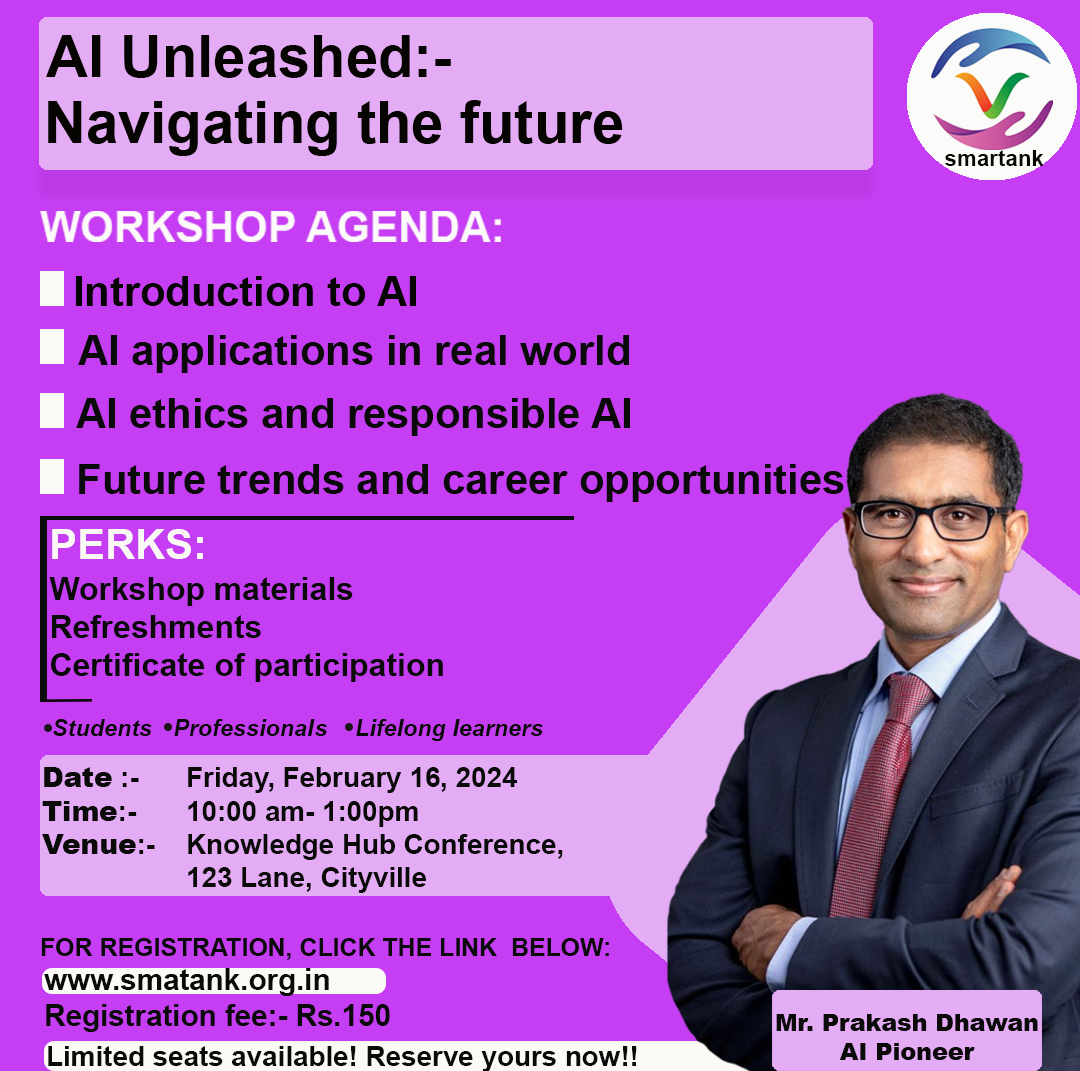 AI Unleashed:-
Navigating the future
smartank
WORKSHOP AGENDA:
Introduction to AI
AI applications in real world
AI ethics and responsible AI
Future trends and career opportunities
PERKS:
Workshop materials
Refreshments
Certificate of participation
•Students •Professionals •Lifelong learners
Date :- Friday, February 16, 2024
Time:- 10:00 am- 1:00pm
Venue:- Knowledge Hub Conference,
123 Lane, Cityville
FOR REGISTRATION, CLICK THE LINK BELOW:
www.smatank.org.in
Registration fee:- Rs.150
Limited seats available! Reserve yours now!!
Mr. Prakash Dhawan
AI Pioneer